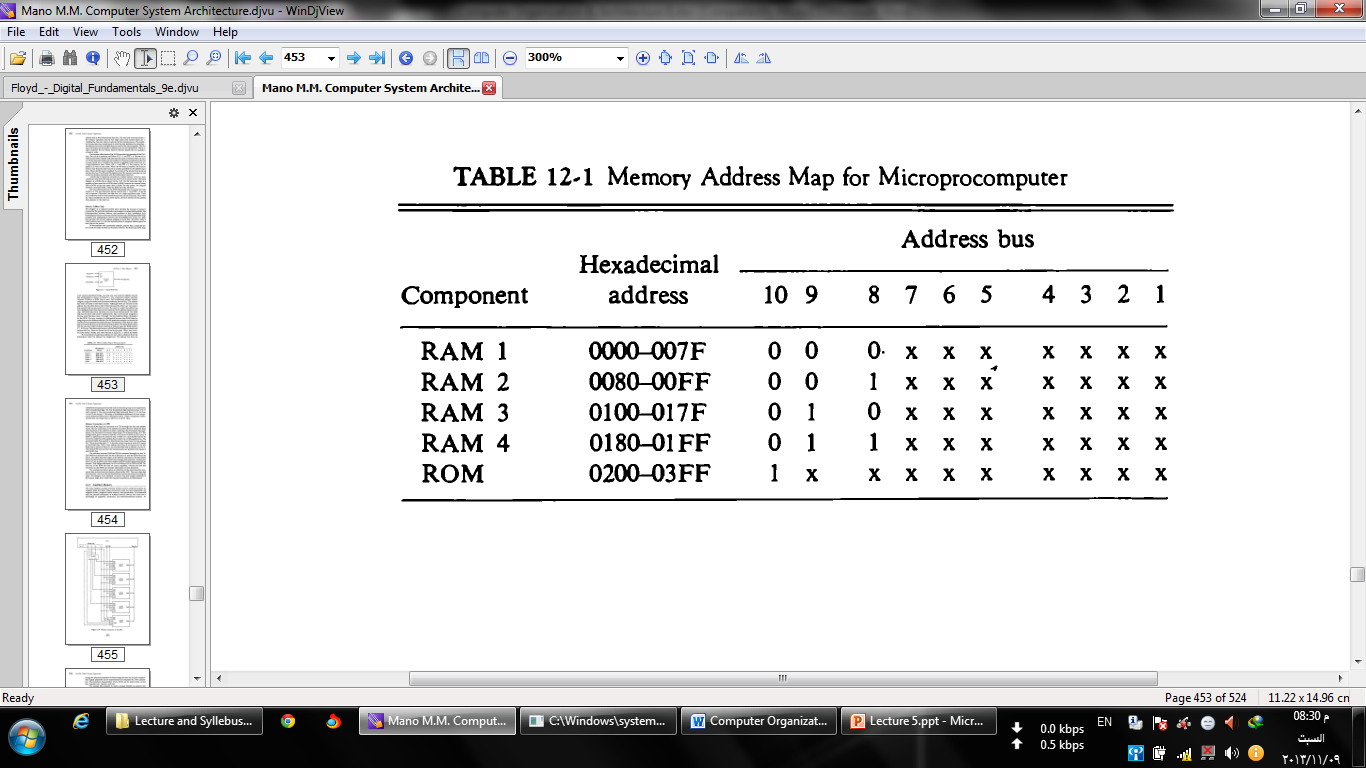 Mano M.M. Computer System Architecture.djvu - WinDjView
File Edit View Tools Window Help
453 300%
Floyd_-_Digital_Fundamentals_9e.djvu Mano M.M. Computer System Archite...
Thumbnails
452
453
454
455
TABLE 12-1 Memory Address Map for Microprocomputer
Address bus
Hexadecimal
Component address 10 9 8 7 6 5 4 3 2 1
RAM 1 0000–007F 0 0 0 x x x x x x x
RAM 2 0080–00FF 0 0 1 x x x x x x x
RAM 3 0100–017F 0 1 0 x x x x x x x
RAM 4 0180–01FF 0 1 1 x x x x x x x
ROM 0200–03FF 1 x x x x x x x x x
Ready Page 453 of 524 11.22 x 14.96 cm
Lecture and Syllebus... Mano M.M. Comput... C:\Windows\system... Computer Organizat... Lecture 5.ppt - Micr...
0.0 kbps
0.5 kbps
EN
08:30 م
السبت
٢٠١٣/١١/٠٩